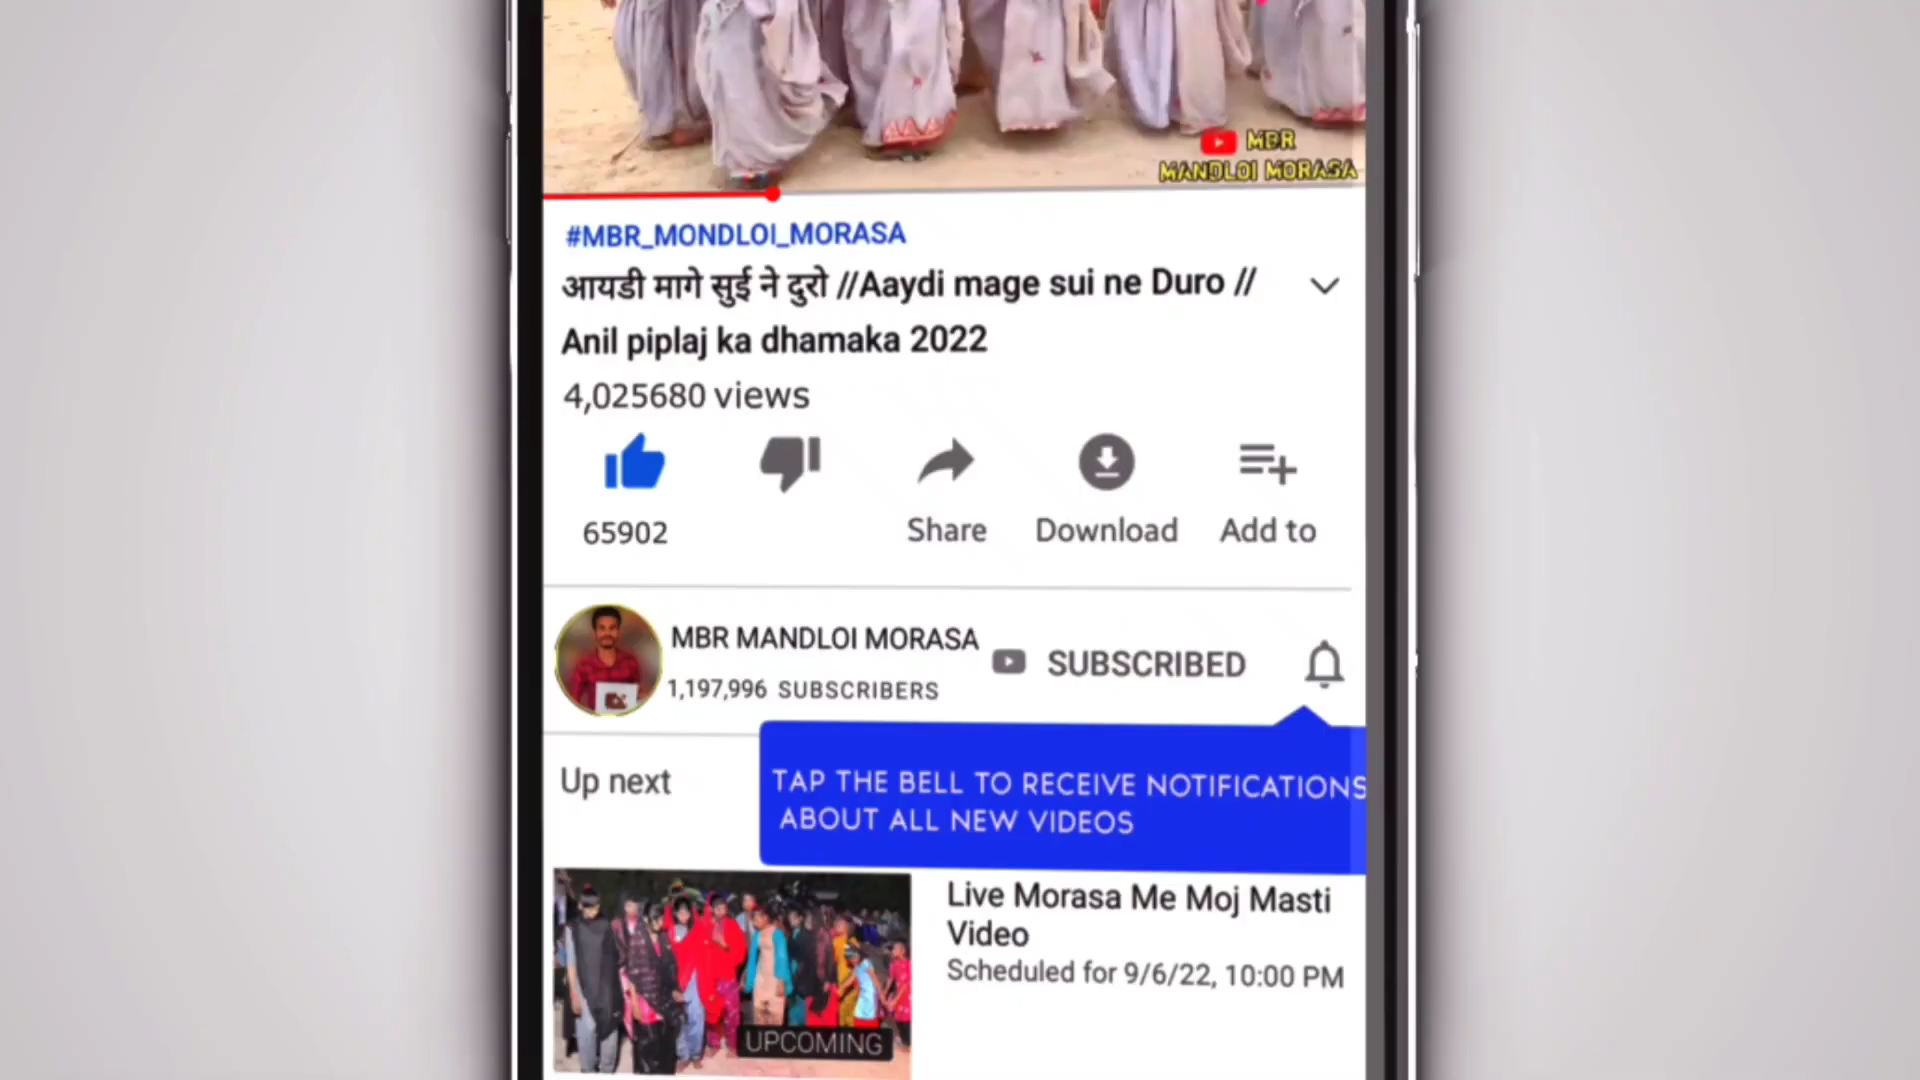 MBR
MANDLOI MORASA
#MBR_MONDLOI_MORASA
आयडी मागे सुई ने दुरो //Aaydi mage sui ne Duro //
Anil piplaj ka dhamaka 2022
4,025680 views
65902
Share
Download
Add to
MBR MANDLOI MORASA
1,197,996 SUBSCRIBERS
SUBSCRIBED
Up next
TAP THE BELL TO RECEIVE NOTIFICATIONS
ABOUT ALL NEW VIDEOS
Live Morasa Me Moj Masti
Video
Scheduled for 9/6/22, 10:00 PM
UPCOMING